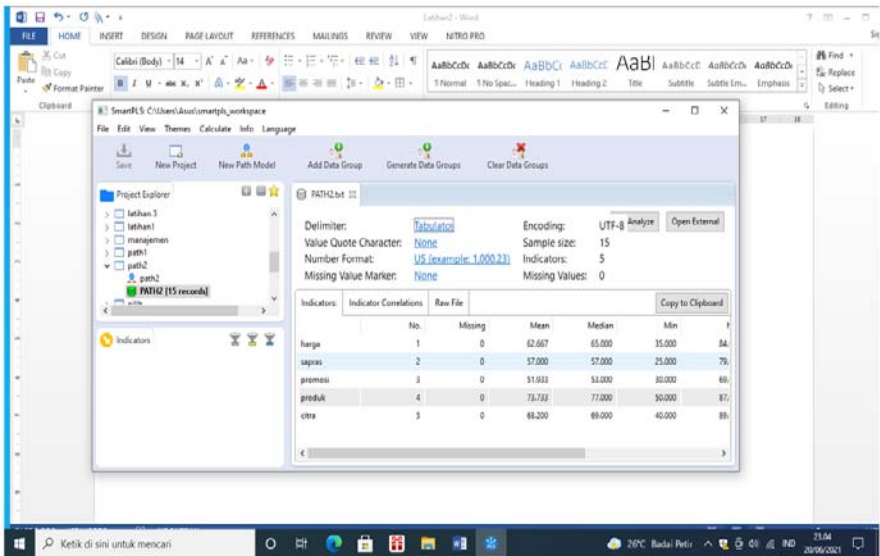 Latihan2 - Word
FILE HOME INSERT DESIGN PAGE LAYOUT REFERENCES MAILINGS REVIEW VIEW NITRO PRO
Cut
Copy
Paste Format Painter
Clipboard
Calibri (Body) 14
AaBbCcDc AaBbCcDc AaBbCc AaBbCcC AaBl AaBbCcC AaBbCcDc AaBbCcDc
1 Normal 1 No Spac... Heading 1 Heading 2 Title Subtitle Subtle Em... Emphasis
Find
Replace
Select
Editing
17 18
SmartPLS: C:\Users\Asus\smartpls_workspace
File Edit View Themes Calculate Info Language
Save New Project New Path Model Add Data Group Generate Data Groups Clear Data Groups
Project Explorer
latihan 3
latihan1
manajemen
path1
path2
path2
PATH2 [15 records]
Indicators
PATH2.txt
Delimiter: Tabulator Encoding: UTF-8 Analyze Open External
Value Quote Character: None Sample size: 15
Number Format: US (example: 1,000.23) Indicators: 5
Missing Value Marker: None Missing Values: 0
Indicators: Indicator Correlations Raw File Copy to Clipboard
No. Missing Mean Median Min
harga 1 0 62.667 65.000 35.000 84.
sapras 2 0 57.000 57.000 25.000 79.
promosi 3 0 51.933 53.000 30.000 69.
produk 4 0 73.733 77.000 50.000 87.
citra 5 0 68.200 69.000 40.000 89.
Ketik di sini untuk mencari
26°C Badai Petir IND
23.04
20/06/2021